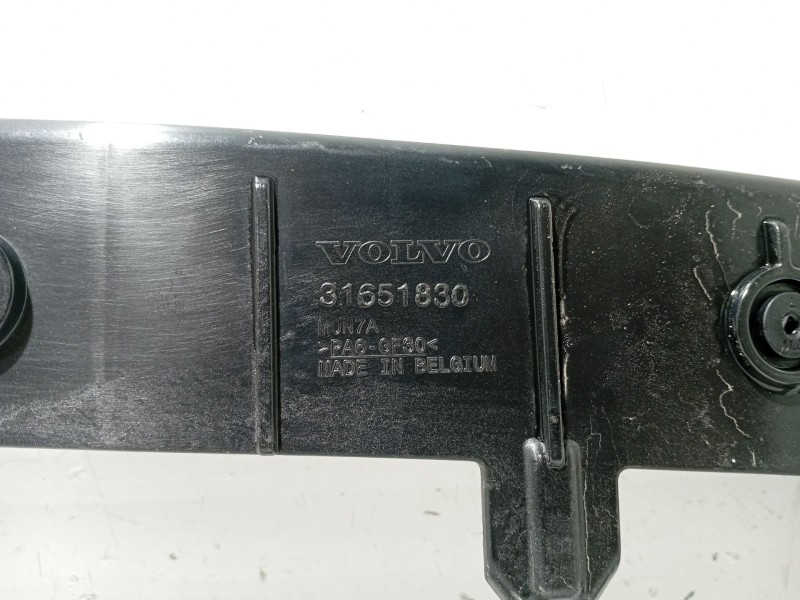 VOLVO
31651830
MUN7A
>PA6-GF30<
MADE IN BELGIUM